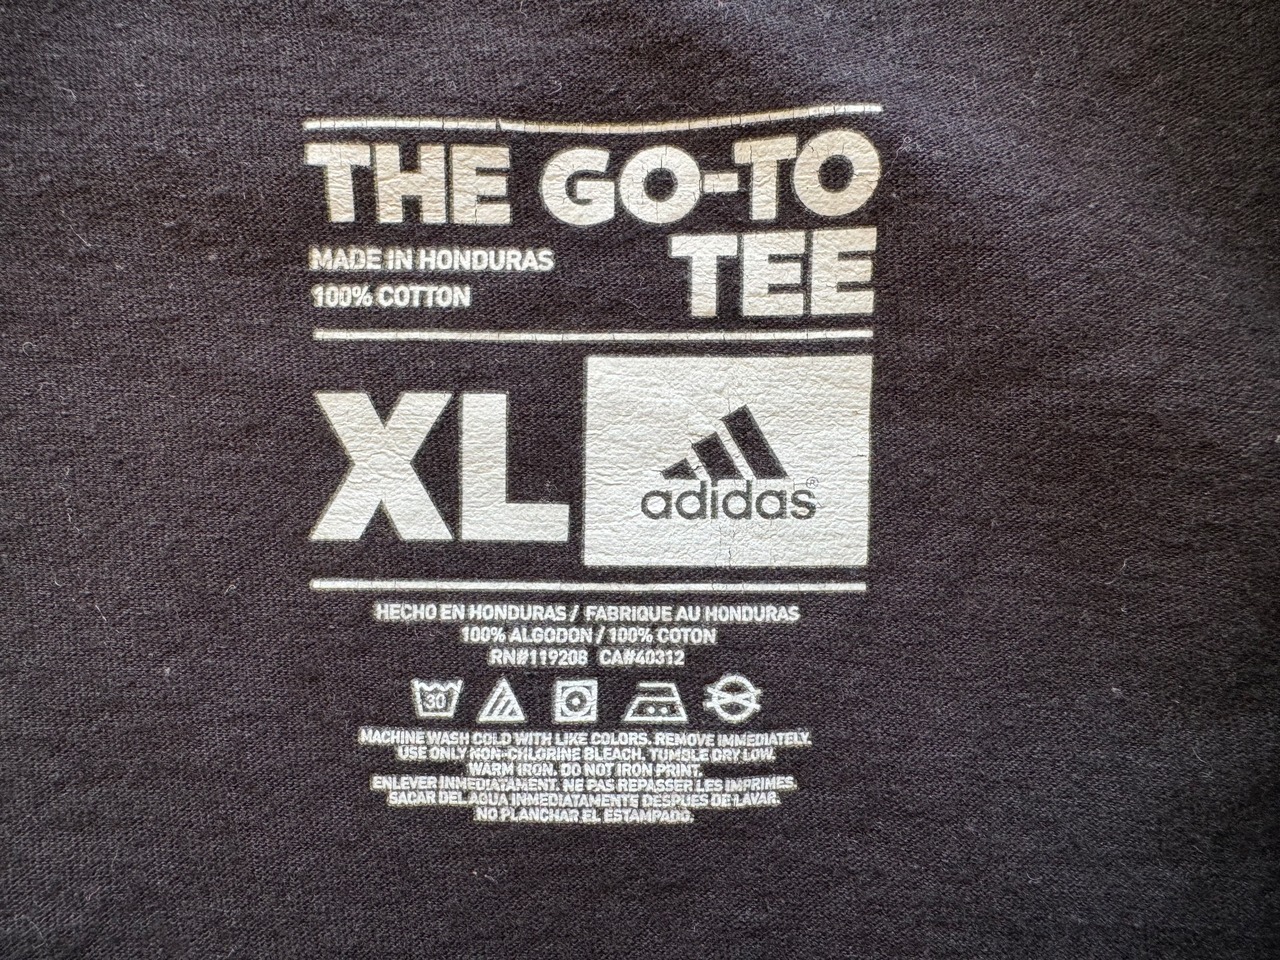 THE GO-TO
TEE
MADE IN HONDURAS
100% COTTON
XL
adidas®
HECHO EN HONDURAS / FABRIQUE AU HONDURAS
100% ALGODON / 100% COTON
RN#119208 CA#40312
30
MACHINE WASH COLD WITH LIKE COLORS. REMOVE IMMEDIATELY.
USE ONLY NON-CHLORINE BLEACH. TUMBLE DRY LOW.
WARM IRON. DO NOT IRON PRINT.
ENLEVER INMEDIATAMENT. NE PAS REPASSER LES IMPRIMES.
SACAR DEL AGUA INMEDIATAMENTE DESPUES DE LAVAR.
NO PLANCHAR EL ESTAMPADO.